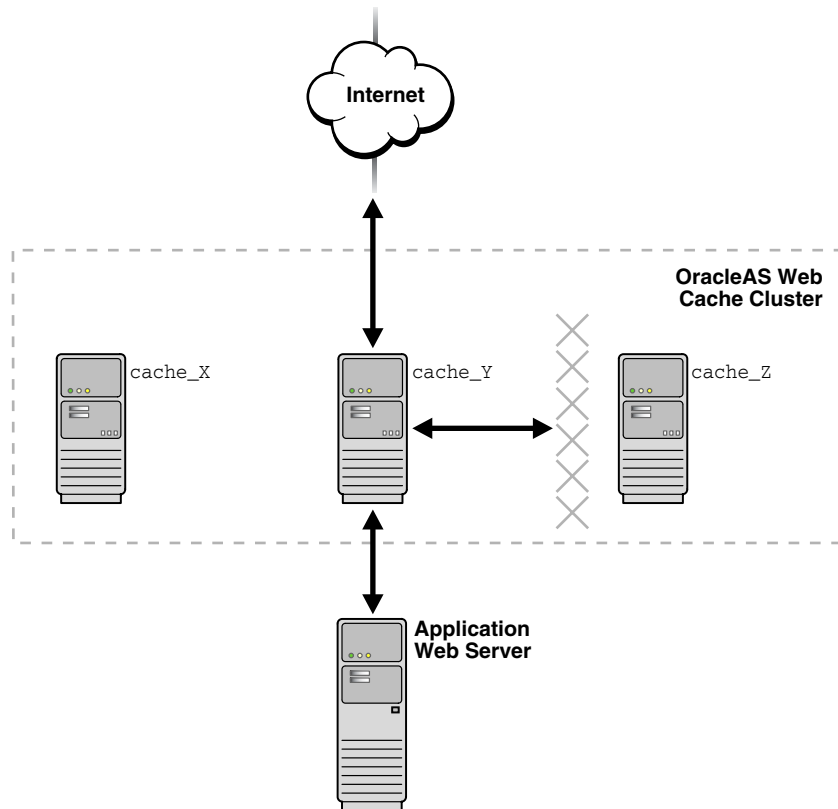 Internet
OracleAS Web
Cache Cluster
cache_X
cache_Y
cache_Z
Application
Web Server